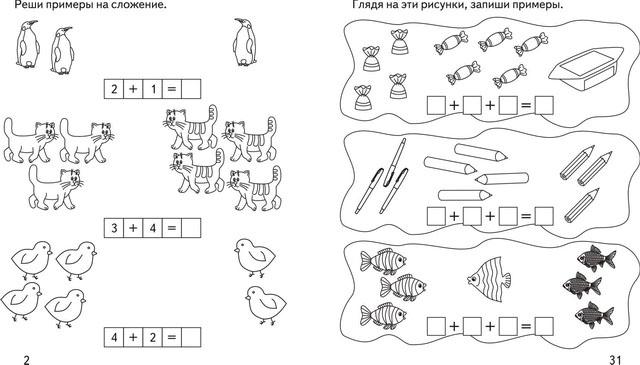 Реши примеры на сложение.
2 + 1 =
3 + 4 =
4 + 2 =
2
Глядя на эти рисунки, запиши примеры.
+ + =
+ + =
+ + =
31